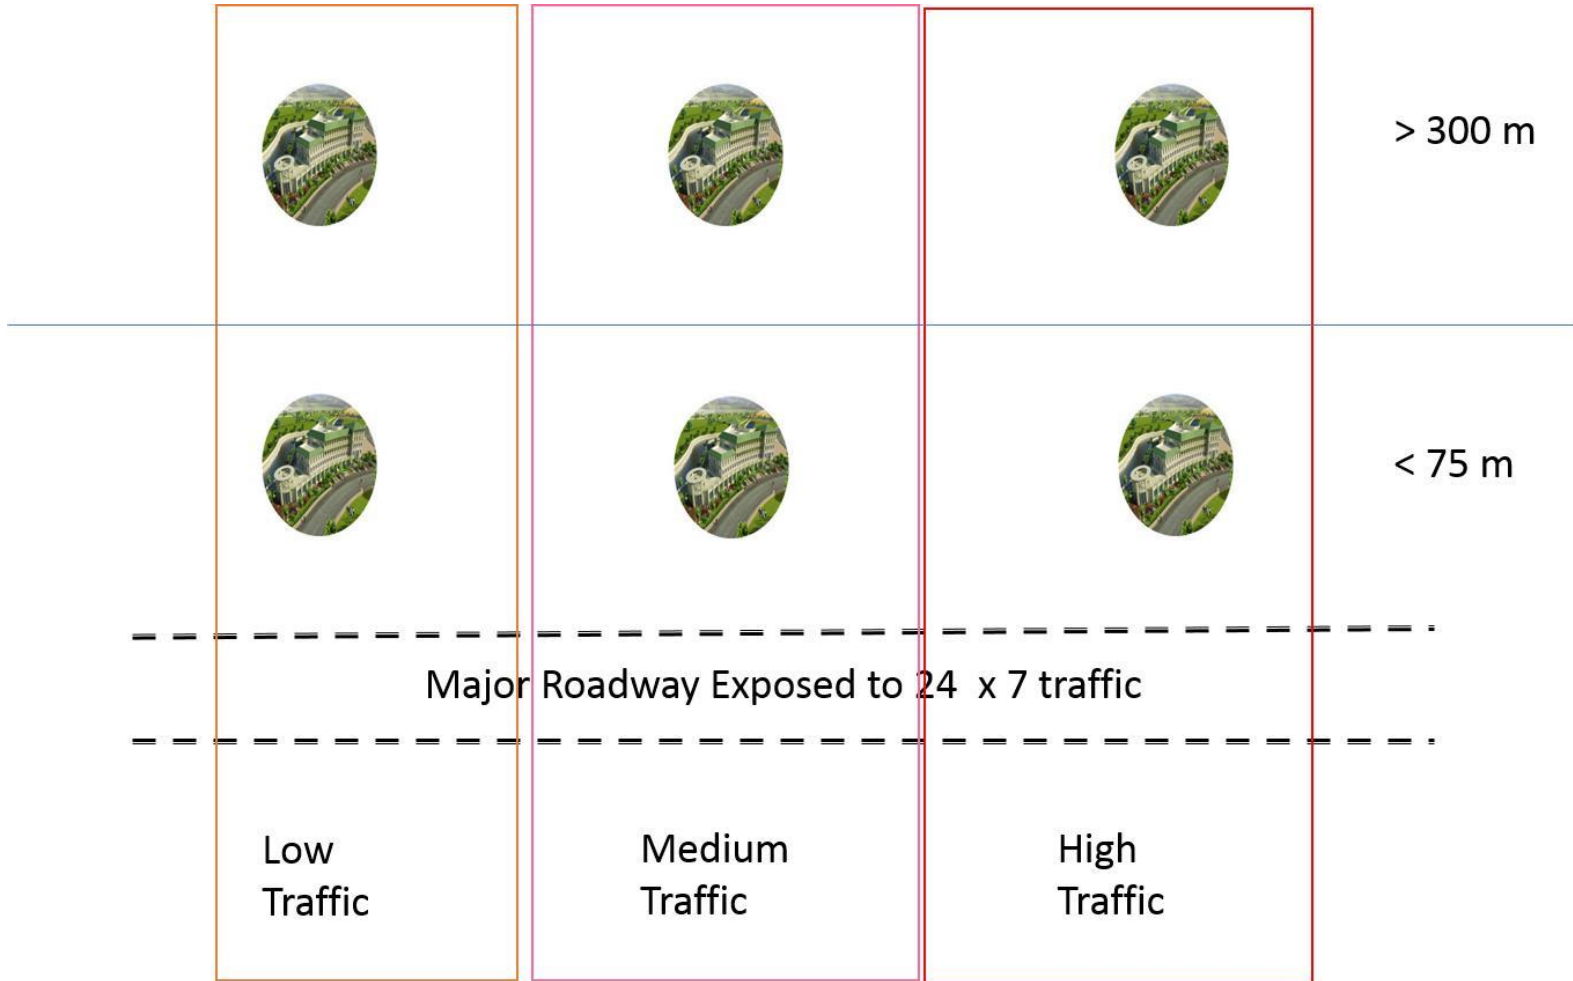 > 300 m
< 75 m
Major Roadway Exposed to 24 x 7 traffic
Low
Traffic
Medium
Traffic
High
Traffic